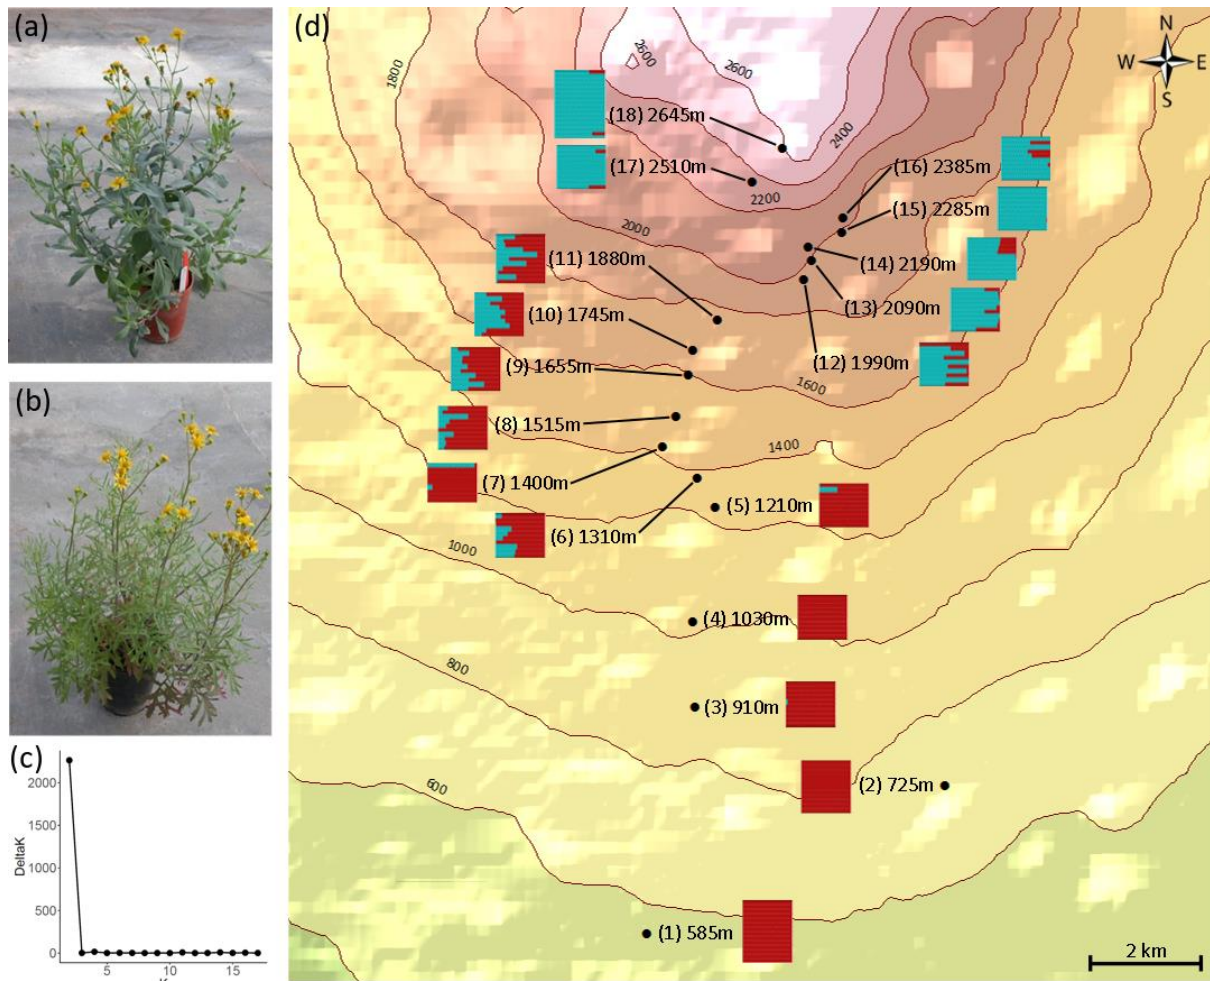 (a)
(b)
(c)
2000
1500
1000
500
0
DeltaK
5
10
15
(d)
N
W
E
S
2600
2600
1800
2400
(18) 2645m
(17) 2510m
(16) 2385m
2200
(15) 2285m
2000
(11) 1880m
(14) 2190m
(10) 1745m
(13) 2090m
(9) 1655m
(12) 1990m
1600
(8) 1515m
1400
(7) 1400m
(5) 1210m
(6) 1310m
1000
(4) 1030m
800
(3) 910m
600
(2) 725m
(1) 585m
2 km